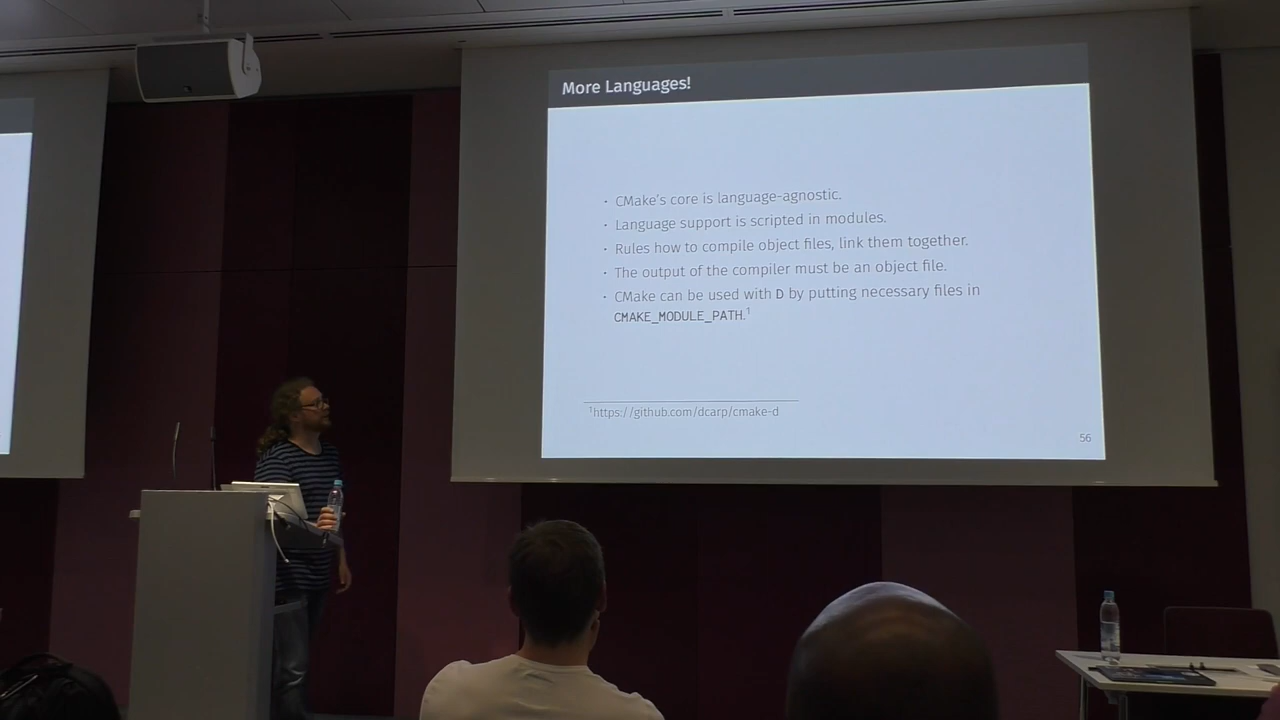 More Languages!
• CMake's core is language-agnostic.
• Language support is scripted in modules.
• Rules how to compile object files, link them together.
• The output of the compiler must be an object file.
• CMake can be used with D by putting necessary files in
CMAKE_MODULE_PATH.¹
¹https://github.com/dcarp/cmake-d
56